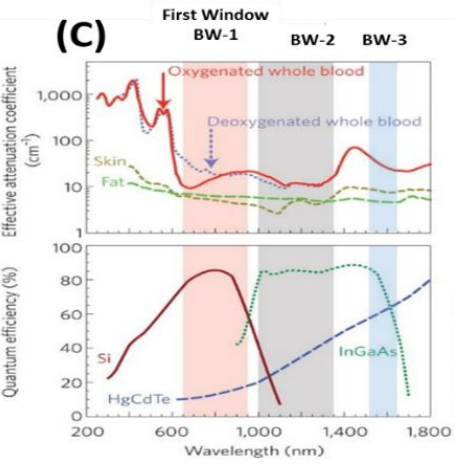 First Window
(C)
BW-1
BW-2
BW-3
Effective attenuation coefficient
(cm⁻¹)
1,000
100
10
1
Oxygenated whole blood
Deoxygenated whole blood
Skin
Fat
Quantum efficiency (%)
100
80
60
40
20
0
Si
HgCdTe
InGaAs
200
600
1,000
1,400
1,800
Wavelength (nm)